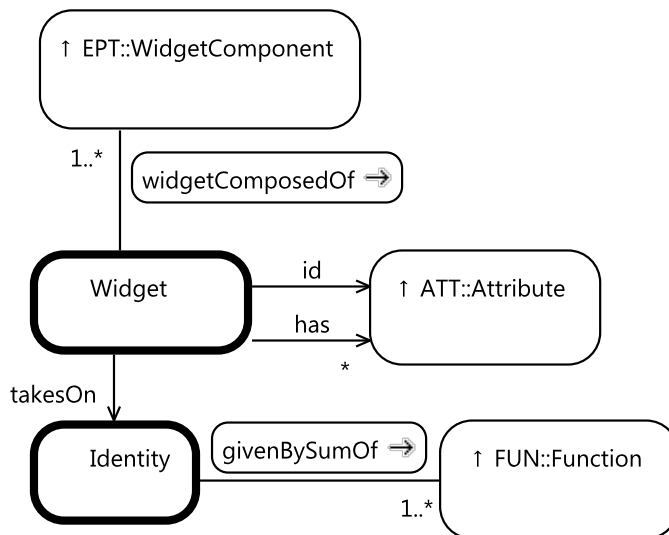 ↑ EPT::WidgetComponent
1..*
widgetComposedOf →
Widget
id
↑ ATT::Attribute
has
*
takesOn
Identity
givenBySumOf →
↑ FUN::Function
1..*